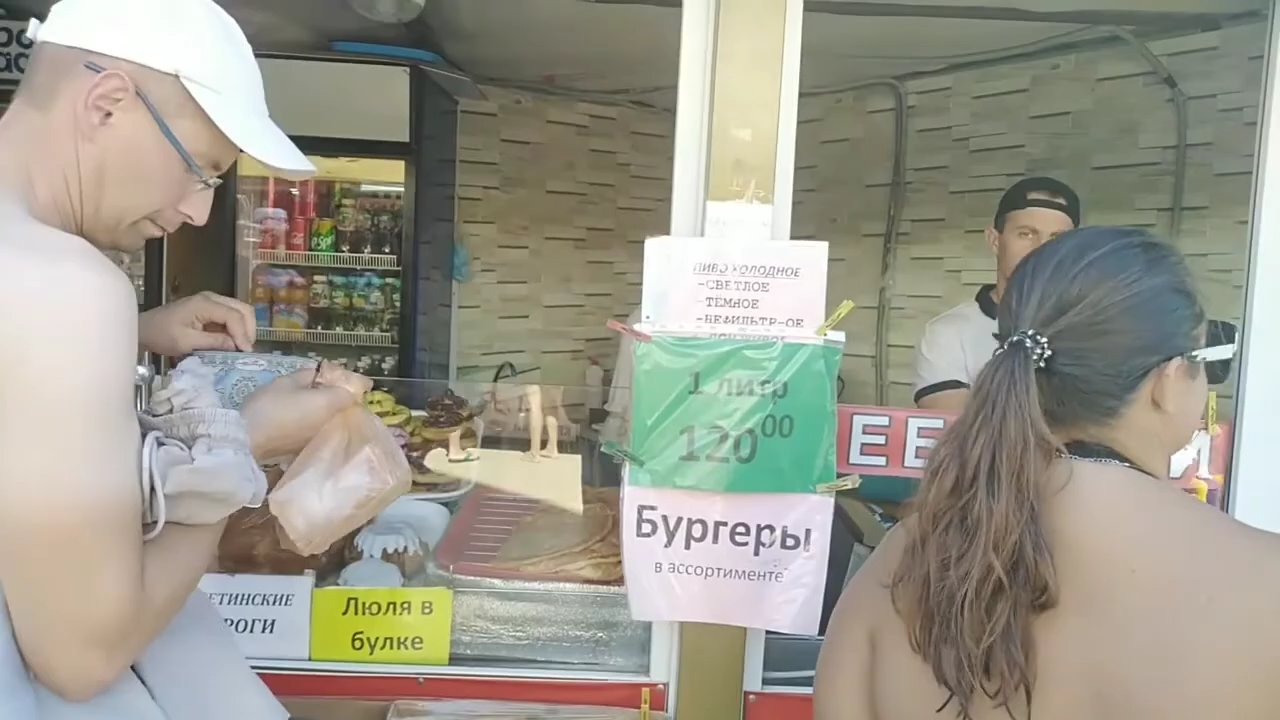 ПИВО ХОЛОДНОЕ
-СВЕТЛОЕ
-ТЁМНОЕ
-НЕФИЛЬТР-ОЕ
1 литр
120 00
Бургеры
в ассортименте
ЕТИНСКИЕ
РОГИ
Люля в
булке